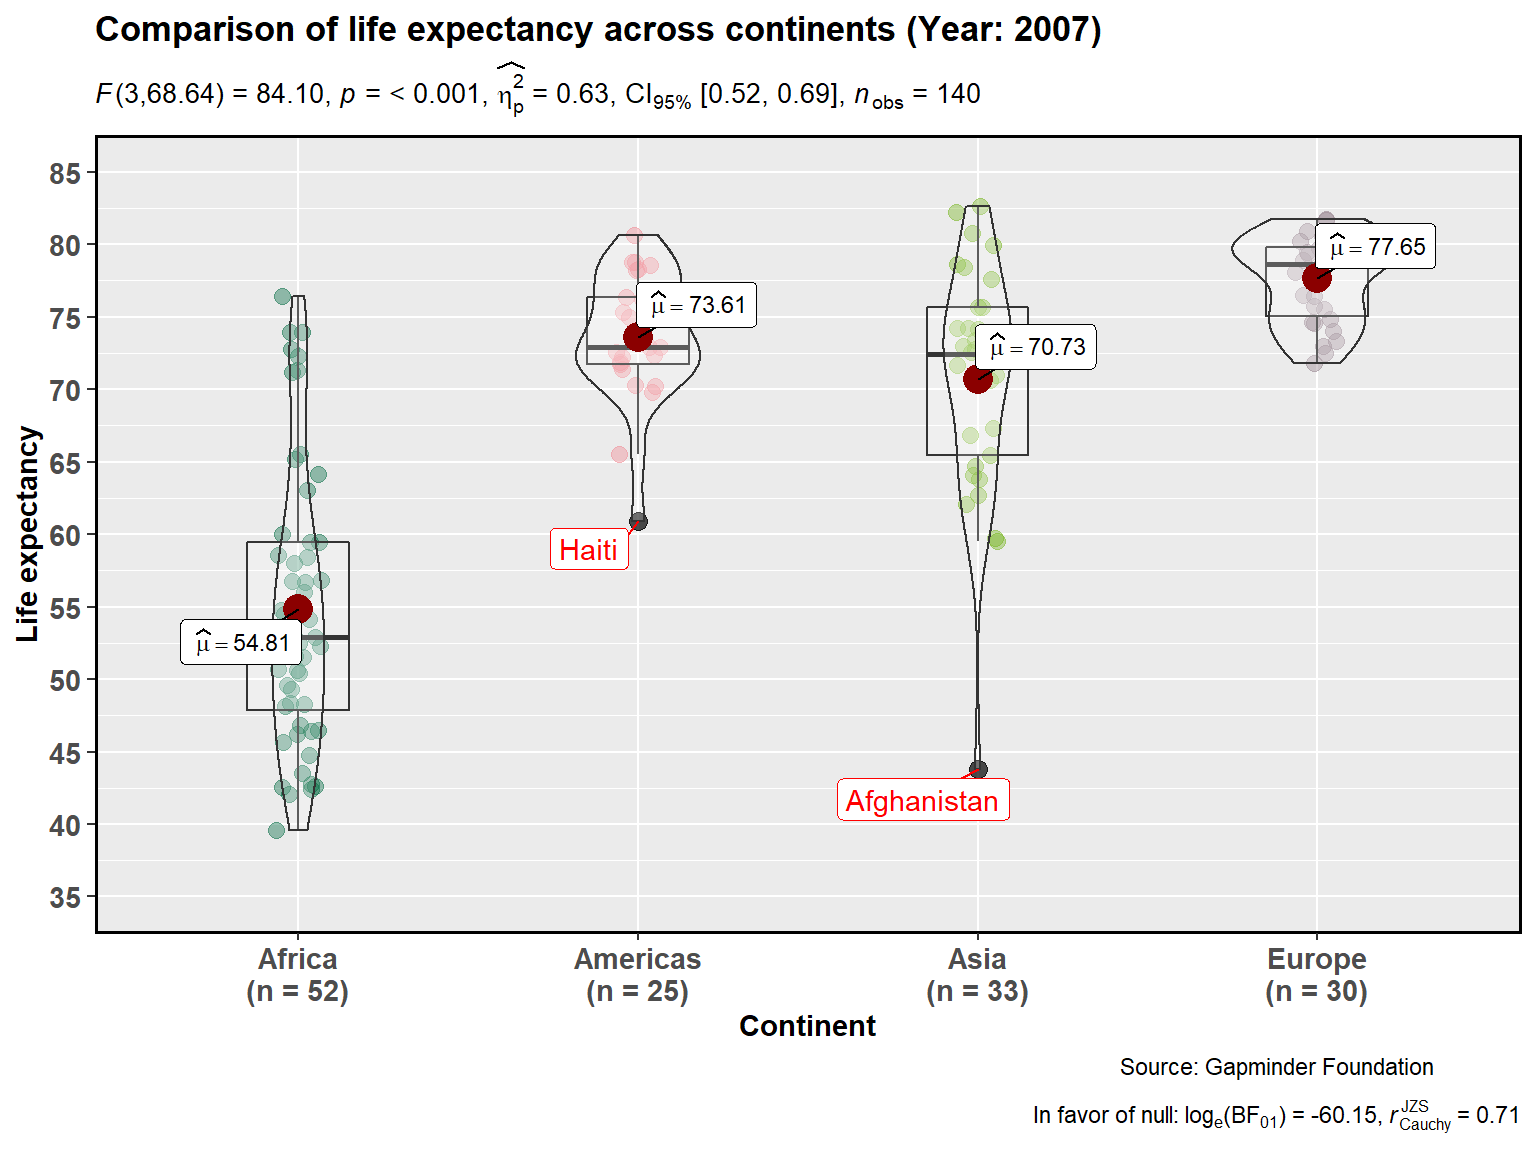 Comparison of life expectancy across continents (Year: 2007)
F(3,68.64) = 84.10, p = < 0.001, η̂²ₚ = 0.63, CI95% [0.52, 0.69], nobs = 140
Life expectancy
85
80
75
70
65
60
55
50
45
40
35
μ̂ = 54.81
μ̂ = 73.61
μ̂ = 70.73
μ̂ = 77.65
Haiti
Afghanistan
Africa
(n = 52)
Americas
(n = 25)
Asia
(n = 33)
Europe
(n = 30)
Continent
Source: Gapminder Foundation
In favor of null: logₑ(BF₀₁) = -60.15, r JZS Cauchy = 0.71